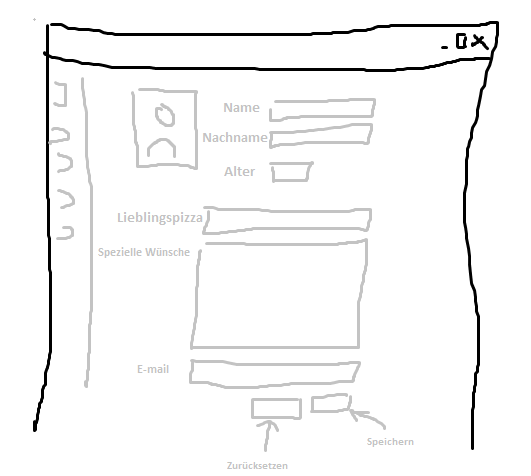 Name
Nachname
Alter
Lieblingspizza
Spezielle Wünsche
E-mail
Speichern
Zurücksetzen